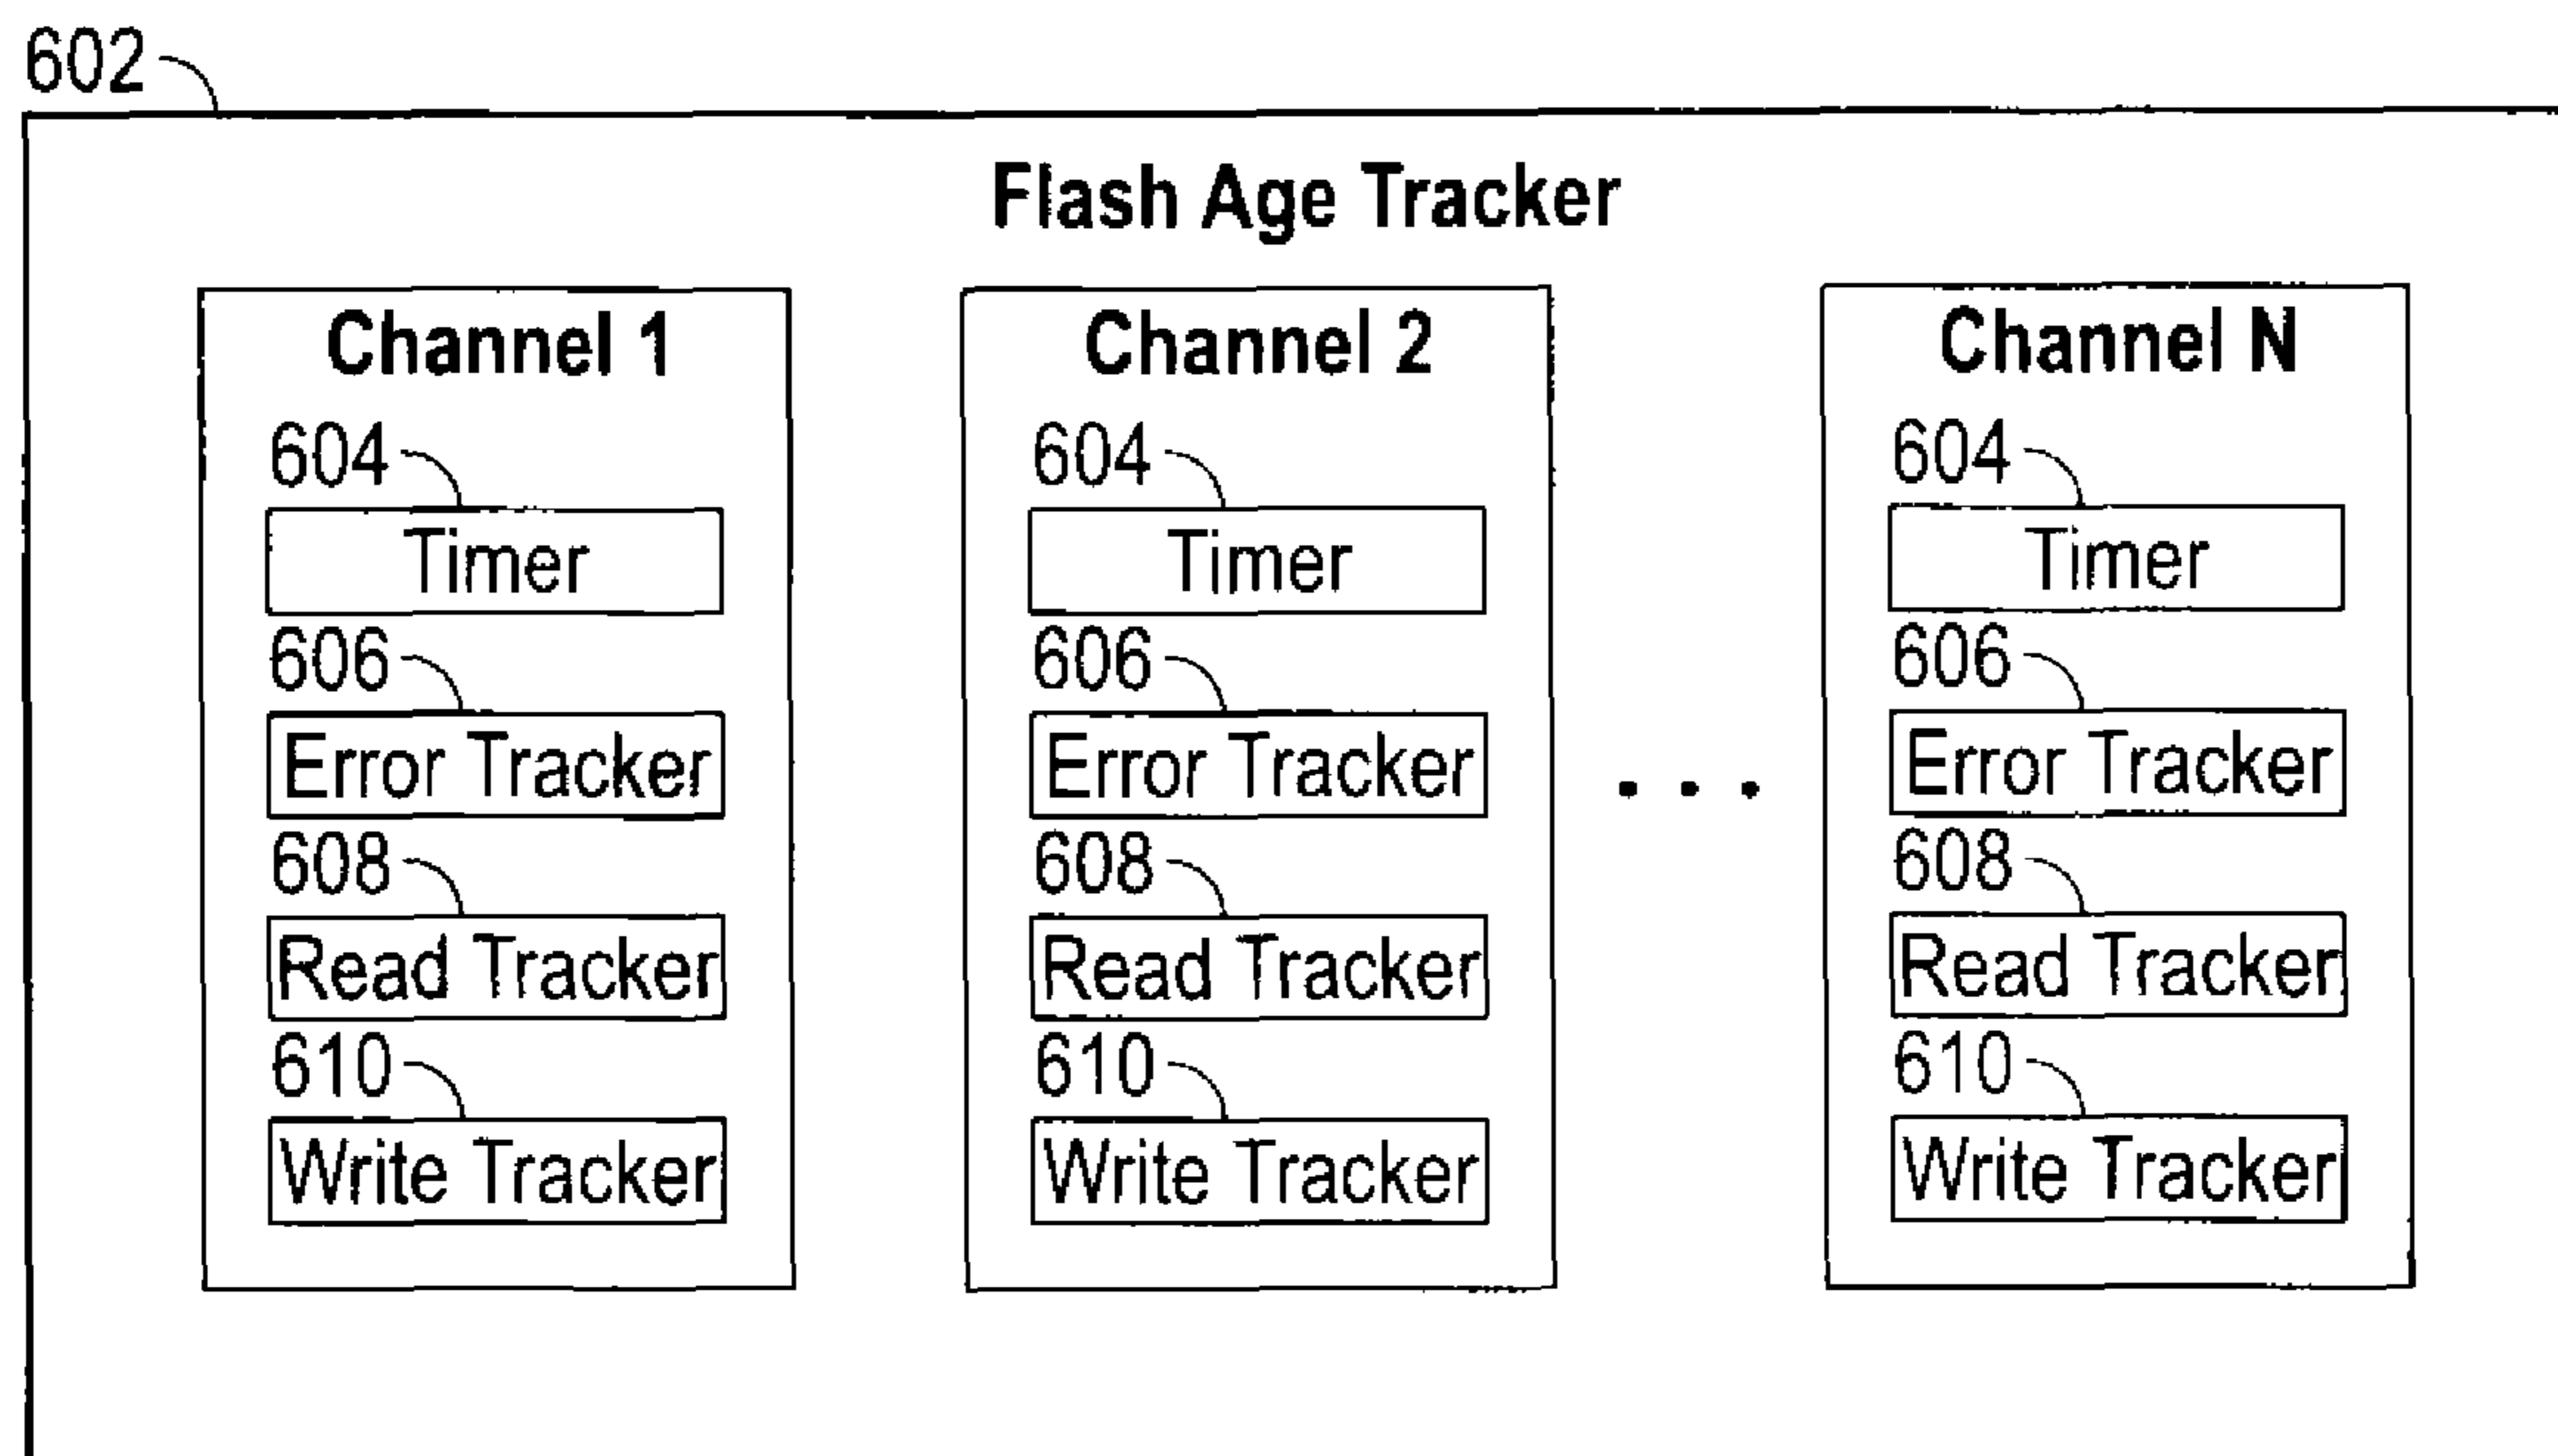 602
Flash Age Tracker
Channel 1
604
Timer
606
Error Tracker
608
Read Tracker
610
Write Tracker
Channel 2
604
Timer
606
Error Tracker
608
Read Tracker
610
Write Tracker
. . .
Channel N
604
Timer
606
Error Tracker
608
Read Tracker
610
Write Tracker